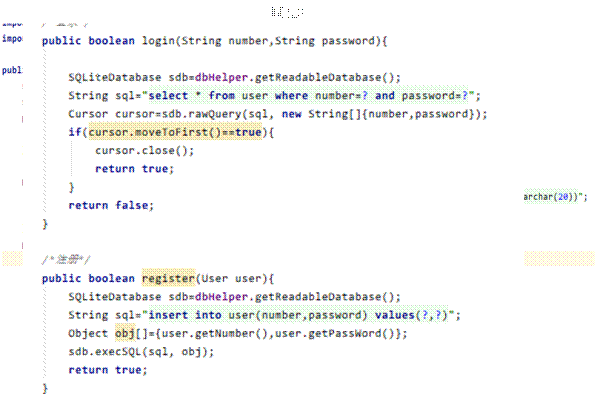 public boolean login(String number,String password){
SQLiteDatabase sdb=dbHelper.getReadableDatabase();
String sql="select * from user where number=? and password=?";
Cursor cursor=sdb.rawQuery(sql, new String[]{number,password});
if(cursor.moveToFirst()==true){
cursor.close();
return true;
}
return false;
}
archar(20))";
/*注册*/
public boolean register(User user){
SQLiteDatabase sdb=dbHelper.getReadableDatabase();
String sql="insert into user(number,password) values(?,?)";
Object obj[]={user.getNumber(),user.getPassWord()};
sdb.execSQL(sql, obj);
return true;
}